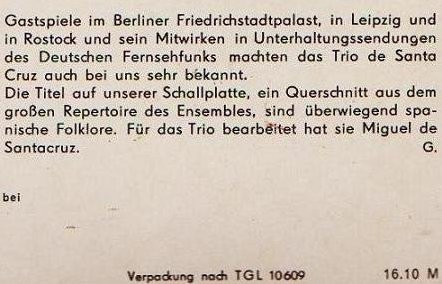 Gastspiele im Berliner Friedrichstadtpalast, in Leipzig und
in Rostock und sein Mitwirken in Unterhaltungssendungen
des Deutschen Fernsehfunks machten das Trio de Santa
Cruz auch bei uns sehr bekannt.
Die Titel auf unserer Schallplatte, ein Querschnitt aus dem
großen Repertoire des Ensembles, sind überwiegend spa-
nische Folklore. Für das Trio bearbeitet hat sie Miguel de
Santacruz. G.
bei
Verpackung nach TGL 10609 16.10 M